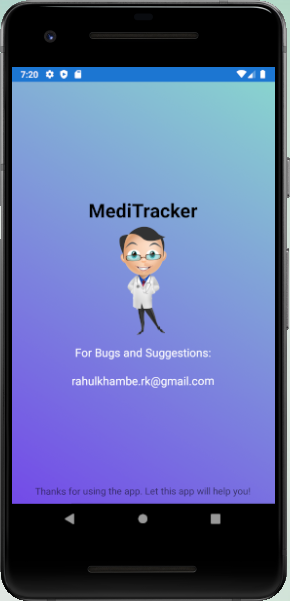 7:20
MediTracker
For Bugs and Suggestions:
rahulkhambe.rk@gmail.com
Thanks for using the app. Let this app will help you!